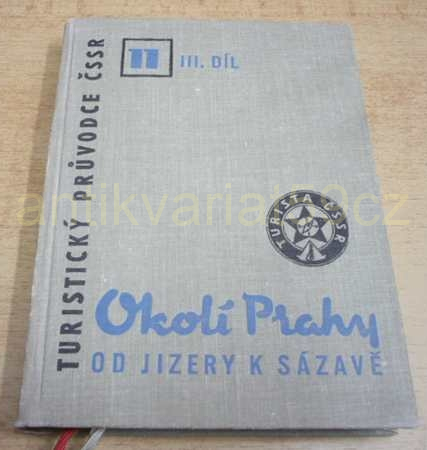 TURISTICKÝ PRŮVODCE ČSSR
11 III. DÍL
TURISTA ČSSR
Okolí Prahy
OD JIZERY K SÁZAVĚ